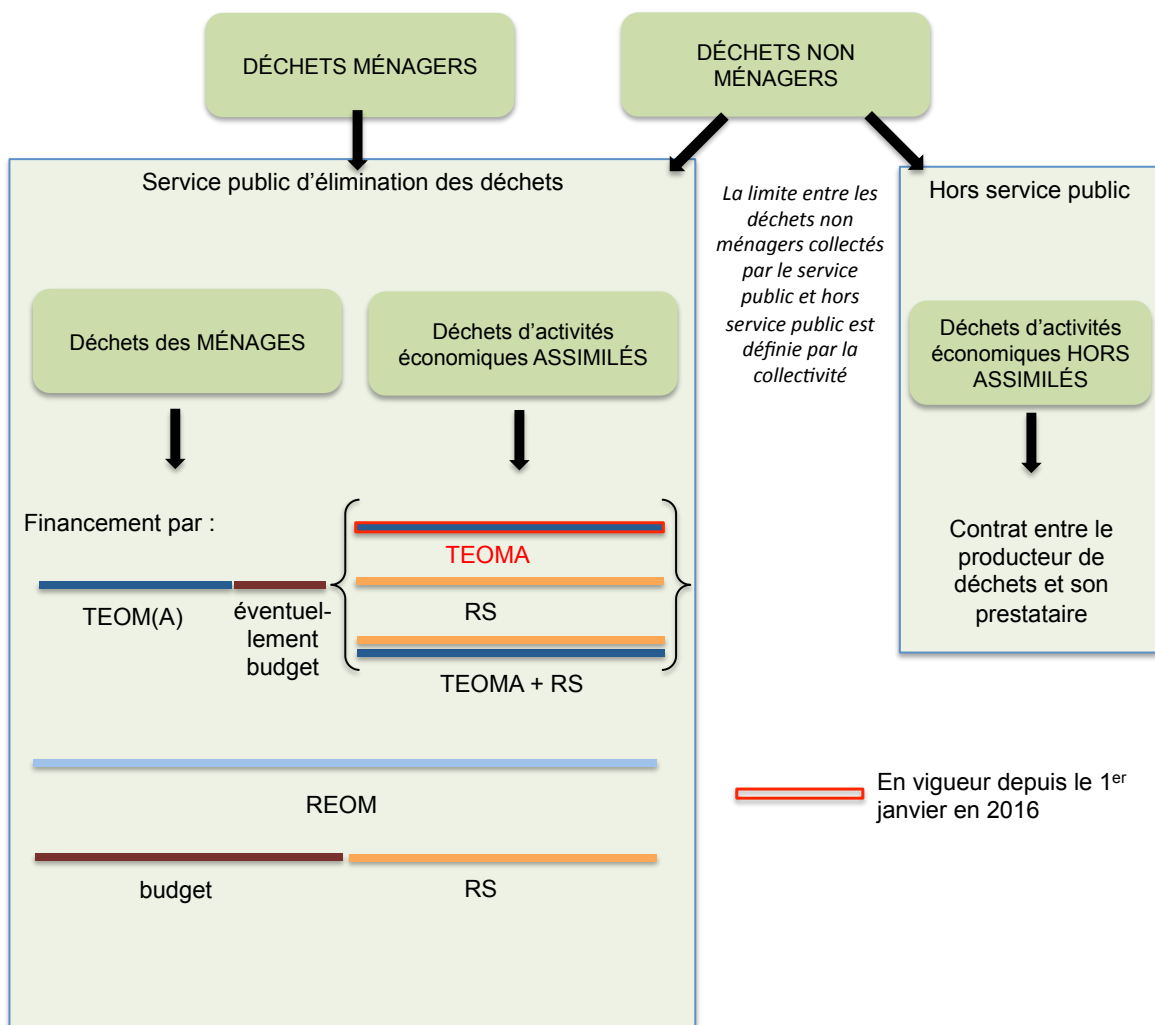 DÉCHETS MÉNAGERS
DÉCHETS NON
MÉNAGERS
Service public d’élimination des déchets
La limite entre les
déchets non
ménagers collectés
par le service
public et hors
service public est
définie par la
collectivité
Hors service public
Déchets des MÉNAGES
Déchets d’activités
économiques ASSIMILÉS
Déchets d’activités
économiques HORS
ASSIMILÉS
Financement par :
TEOM(A)
éventuel-
lement
budget
TEOMA
RS
TEOMA + RS
Contrat entre le
producteur de
déchets et son
prestataire
REOM
budget
RS
En vigueur depuis le 1er
janvier en 2016